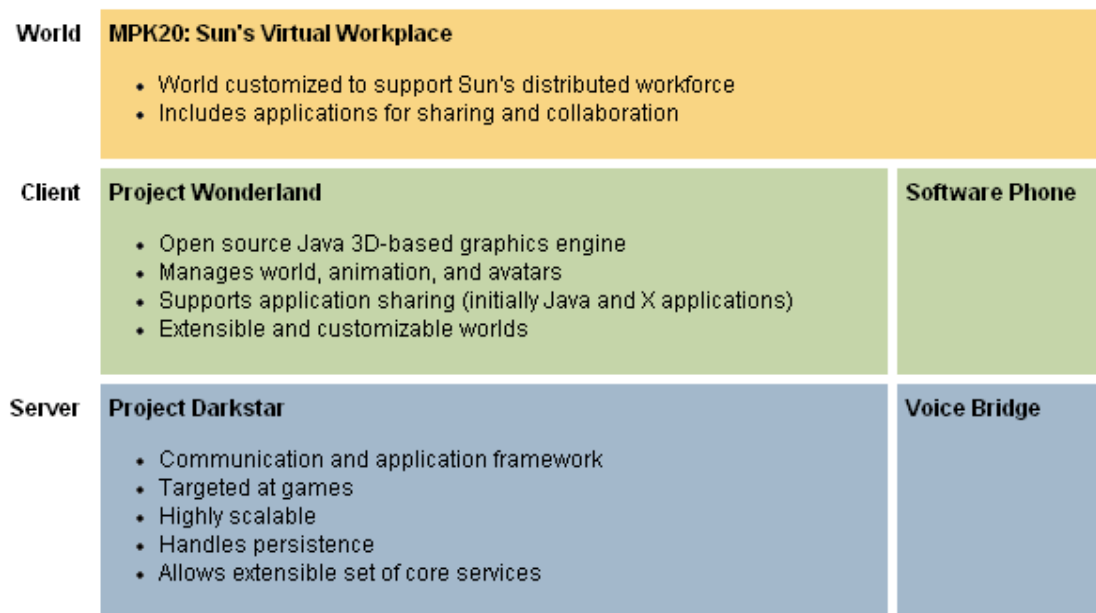 World
MPK20: Sun's Virtual Workplace
• World customized to support Sun's distributed workforce
• Includes applications for sharing and collaboration
Client
Project Wonderland
• Open source Java 3D-based graphics engine
• Manages world, animation, and avatars
• Supports application sharing (initially Java and X applications)
• Extensible and customizable worlds
Software Phone
Server
Project Darkstar
• Communication and application framework
• Targeted at games
• Highly scalable
• Handles persistence
• Allows extensible set of core services
Voice Bridge